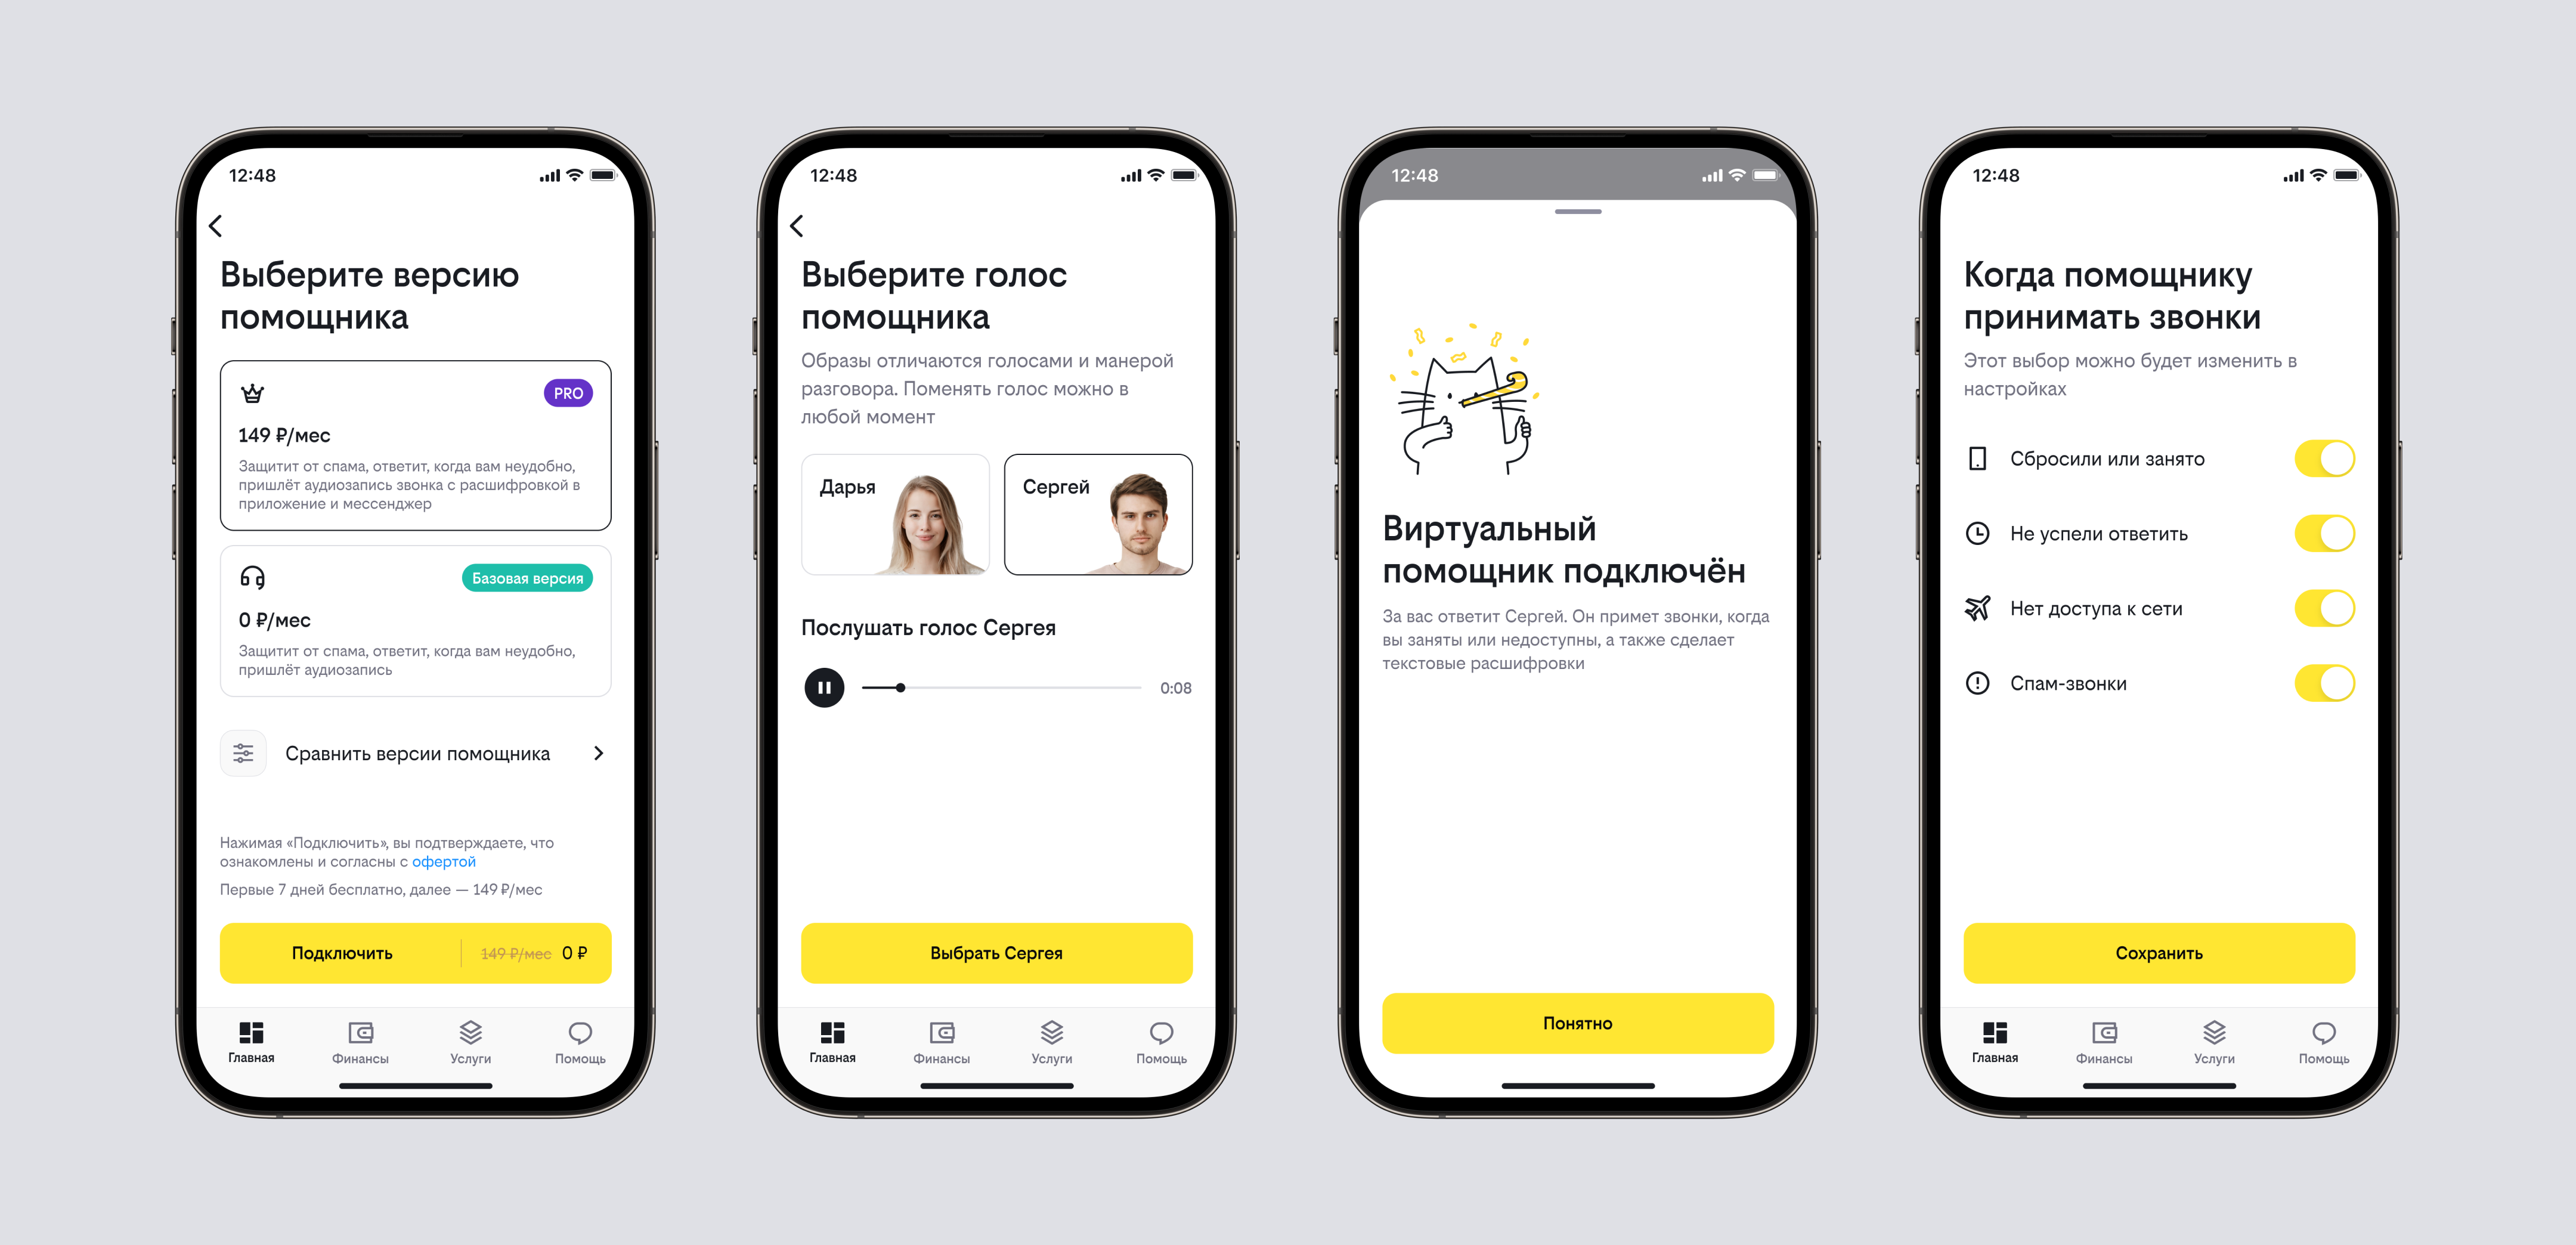 12:48
Выберите версию
помощника
PRO
149 ₽/мес
Защитит от спама, ответит, когда вам неудобно,
пришлёт аудиозапись звонка с расшифровкой в
приложение и мессенджер
Базовая версия
0 ₽/мес
Защитит от спама, ответит, когда вам неудобно,
пришлёт аудиозапись
Сравнить версии помощника
Нажимая «Подключить», вы подтверждаете, что
ознакомлены и согласны с офертой
Первые 7 дней бесплатно, далее — 149 ₽/мес
Подключить 149 ₽/мес 0 ₽
Главная Финансы Услуги Помощь
12:48
Выберите голос
помощника
Образы отличаются голосами и манерой
разговора. Поменять голос можно в
любой момент
Дарья Сергей
Послушать голос Сергея
0:08
Выбрать Сергея
Главная Финансы Услуги Помощь
12:48
Виртуальный
помощник подключён
За вас ответит Сергей. Он примет звонки, когда
вы заняты или недоступны, а также сделает
текстовые расшифровки
Понятно
12:48
Когда помощнику
принимать звонки
Этот выбор можно будет изменить в
настройках
Сбросили или занято
Не успели ответить
Нет доступа к сети
Спам-звонки
Сохранить
Главная Финансы Услуги Помощь